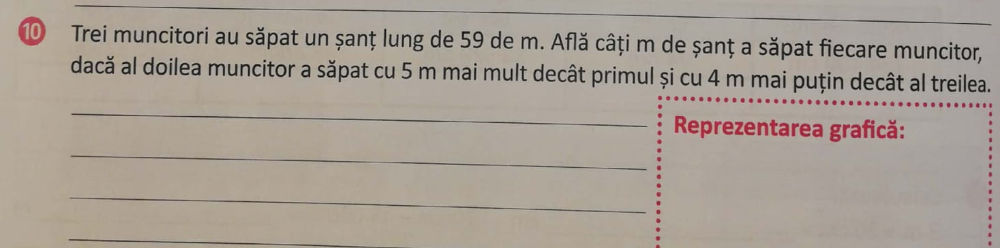 10 Trei muncitori au săpat un șanț lung de 59 de m. Află câți m de șanț a săpat fiecare muncitor,
dacă al doilea muncitor a săpat cu 5 m mai mult decât primul și cu 4 m mai puțin decât al treilea.
Reprezentarea grafică: